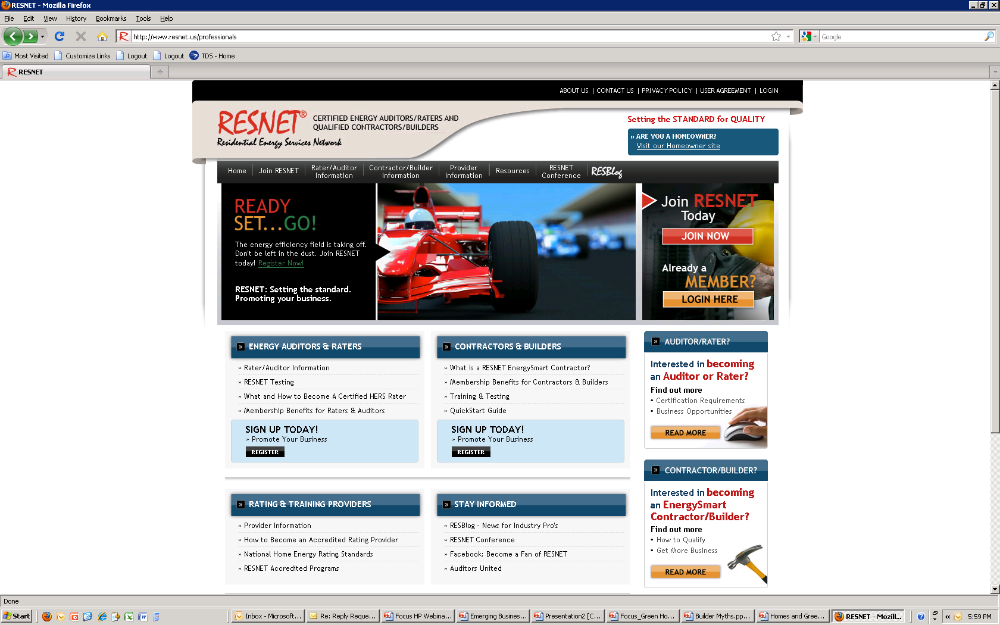 RESNET - Mozilla Firefox
File Edit View History Bookmarks Tools Help
http://www.resnet.us/professionals
Google
Most Visited Customize Links Logout Logout TDS - Home
RESNET
ABOUT US | CONTACT US | PRIVACY POLICY | USER AGREEMENT | LOGIN
RESNET®
Residential Energy Services Network
CERTIFIED ENERGY AUDITORS/RATERS AND
QUALIFIED CONTRACTORS/BUILDERS
Setting the STANDARD for QUALITY
» ARE YOU A HOMEOWNER?
Visit our Homeowner site
Home
Join RESNET
Rater/Auditor
Information
Contractor/Builder
Information
Provider
Information
Resources
RESNET
Conference
RESBlog
READY
SET...GO!
The energy efficiency field is taking off.
Don't be left in the dust. Join RESNET
today! Register Now!
RESNET: Setting the standard.
Promoting your business.
Join RESNET
Today
JOIN NOW
Already a
MEMBER?
LOGIN HERE
» ENERGY AUDITORS & RATERS
» Rater/Auditor Information
» RESNET Testing
» What and How to Become A Certified HERS Rater
» Membership Benefits for Raters & Auditors
SIGN UP TODAY!
» Promote Your Business
REGISTER
» CONTRACTORS & BUILDERS
» What is a RESNET EnergySmart Contractor?
» Membership Benefits for Contractors & Builders
» Training & Testing
» QuickStart Guide
SIGN UP TODAY!
» Promote Your Business
REGISTER
» AUDITOR/RATER?
Interested in becoming
an Auditor or Rater?
Find out more
• Certification Requirements
• Business Opportunities
READ MORE
» RATING & TRAINING PROVIDERS
» Provider Information
» How to Become an Accredited Rating Provider
» National Home Energy Rating Standards
» RESNET Accredited Programs
» STAY INFORMED
» RESBlog - News for Industry Pro's
» RESNET Conference
» Facebook: Become a Fan of RESNET
» Auditors United
» CONTRACTOR/BUILDER?
Interested in becoming
an EnergySmart
Contractor/Builder?
Find out more
• How to Qualify
• Get More Business
READ MORE
Done
Start Inbox - Microsoft... Re: Reply Reque... Focus HP Webina... Emerging Busines... Presentation2 [C... Focus_Green Ho... Builder Myths.pp... Homes and Gree... RESNET - Mozill... « 5:59 PM